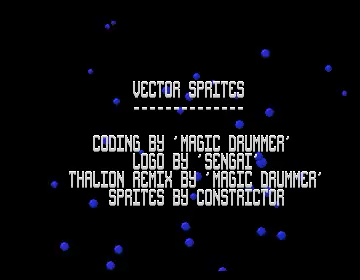 VECTOR SPRITES
--------------
CODING BY 'MAGIC DRUMMER'
LOGO BY 'SENGAI'
THALION REMIX BY 'MAGIC DRUMMER'
SPRITES BY CONSTRICTOR